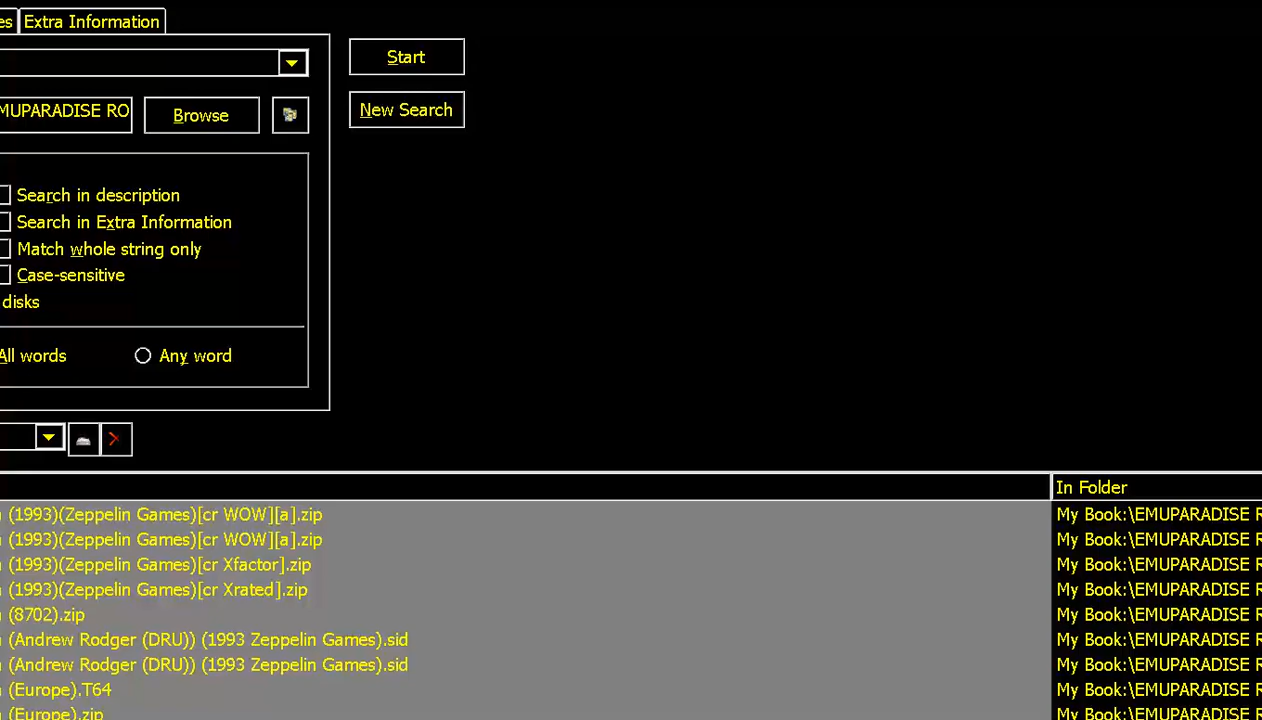 es Extra Information
Start
MUPARADISE RO Browse
New Search
Search in description
Search in Extra Information
Match whole string only
Case-sensitive
disks
All words Any word
In Folder
(1993)(Zeppelin Games)[cr WOW][a].zip My Book:\EMUPARADISE R
(1993)(Zeppelin Games)[cr WOW][a].zip My Book:\EMUPARADISE R
(1993)(Zeppelin Games)[cr Xfactor].zip My Book:\EMUPARADISE R
(1993)(Zeppelin Games)[cr Xrated].zip My Book:\EMUPARADISE R
(8702).zip My Book:\EMUPARADISE R
(Andrew Rodger (DRU)) (1993 Zeppelin Games).sid My Book:\EMUPARADISE R
(Andrew Rodger (DRU)) (1993 Zeppelin Games).sid My Book:\EMUPARADISE R
(Europe).T64 My Book:\EMUPARADISE R
(Europe).zip My Book:\EMUPARADISE R